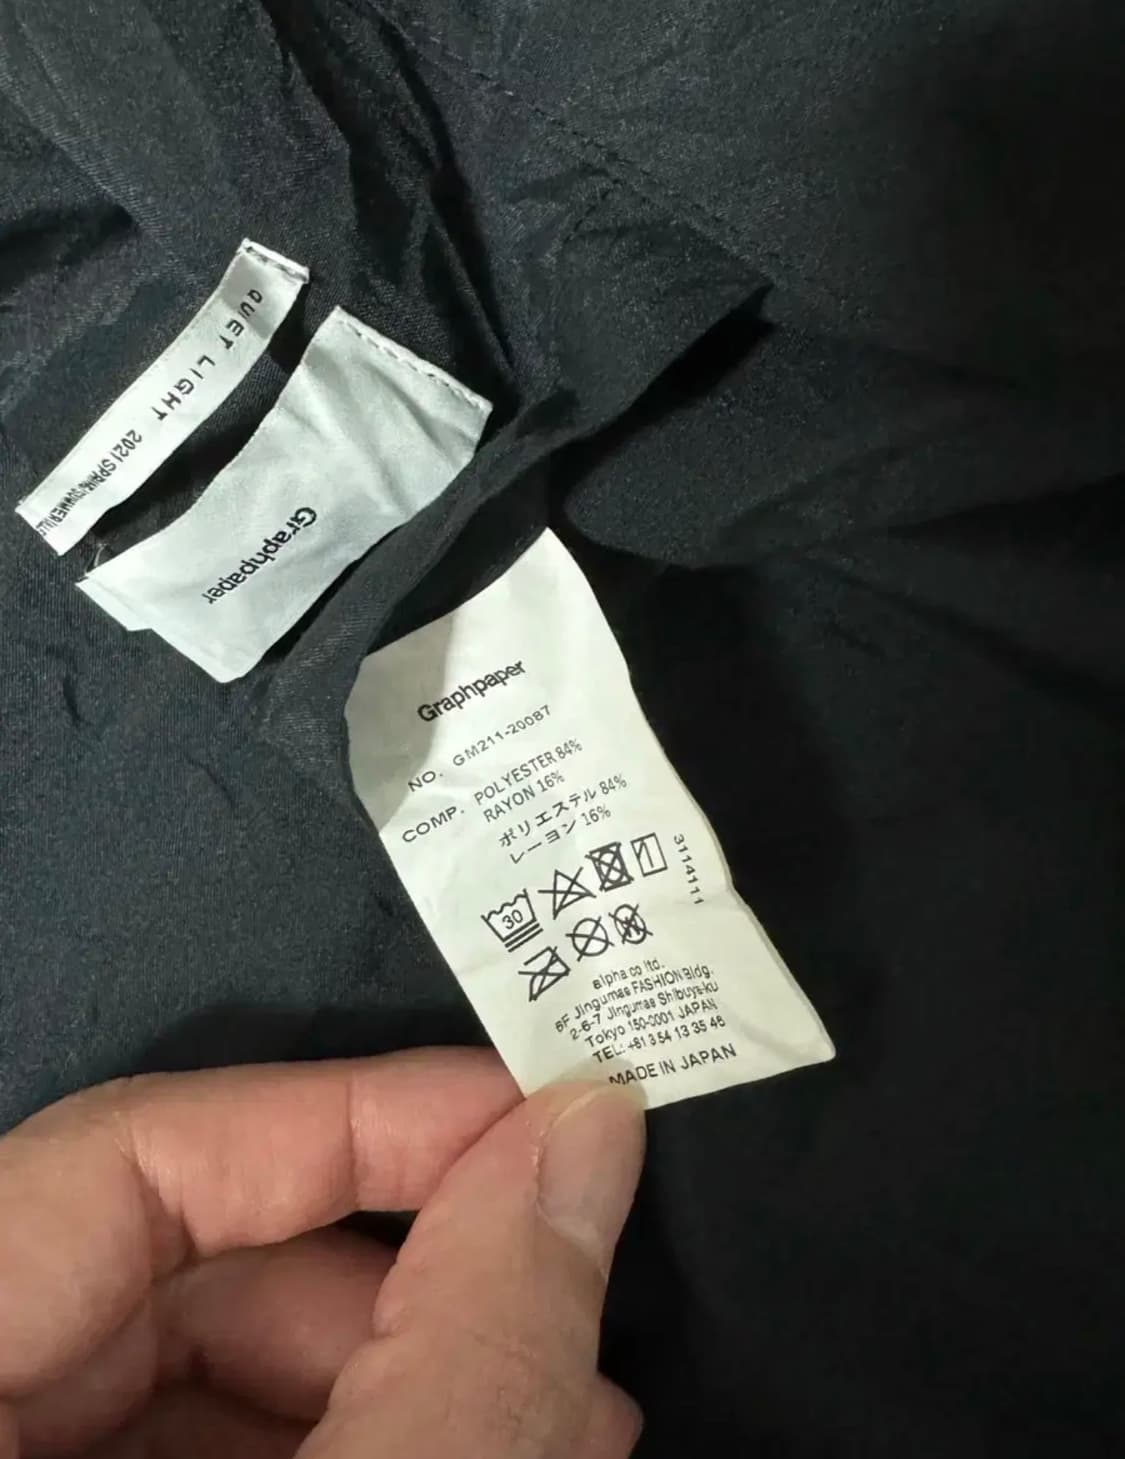 QUIET LIGHT
2021 SPRING SUMMER
Graphpaper
Graphpaper
NO. GM211-20087
COMP. POLYESTER 84%
RAYON 16%
ポリエステル 84%
レーヨン 16%
30
3114111
alpha co ltd.
6F Jingumae FASHION Bldg.
2-6-7 Jingumae Shibuya-ku
Tokyo 150-0001 JAPAN
TEL: +81 3 54 13 35 46
MADE IN JAPAN